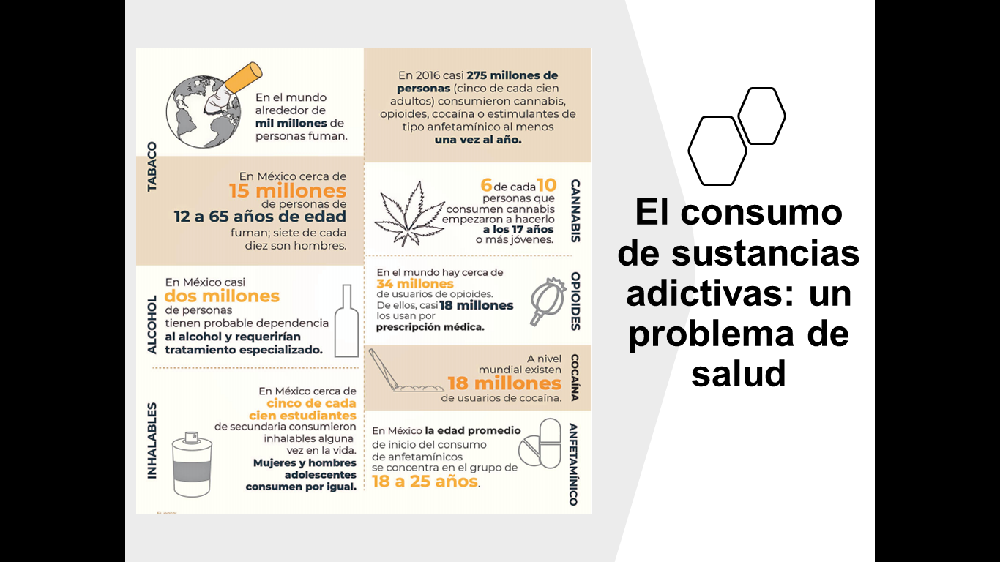 TABACO
En el mundo
alrededor de
mil millones de
personas fuman.
En México cerca de
15 millones
de personas de
12 a 65 años de edad
fuman; siete de cada
diez son hombres.
ALCOHOL
En México casi
dos millones
de personas
tienen probable dependencia
al alcohol y requerirían
tratamiento especializado.
INHALABLES
En México cerca de
cinco de cada
cien estudiantes
de secundaria consumieron
inhalables alguna
vez en la vida.
Mujeres y hombres
adolescentes
consumen por igual.
En 2016 casi 275 millones de
personas (cinco de cada cien
adultos) consumieron cannabis,
opioides, cocaína o estimulantes de
tipo anfetamínico al menos
una vez al año.
CANNABIS
6 de cada 10
personas que
consumen cannabis
empezaron a hacerlo
a los 17 años
o más jóvenes.
OPIOIDES
En el mundo hay cerca de
34 millones
de usuarios de opioides.
De ellos, casi 18 millones
los usan por
prescripción médica.
COCAÍNA
A nivel
mundial existen
18 millones
de usuarios de cocaína.
ANFETAMÍNICO
En México la edad promedio
de inicio del consumo
de anfetamínicos
se concentra en el grupo de
18 a 25 años.
El consumo
de sustancias
adictivas: un
problema de
salud